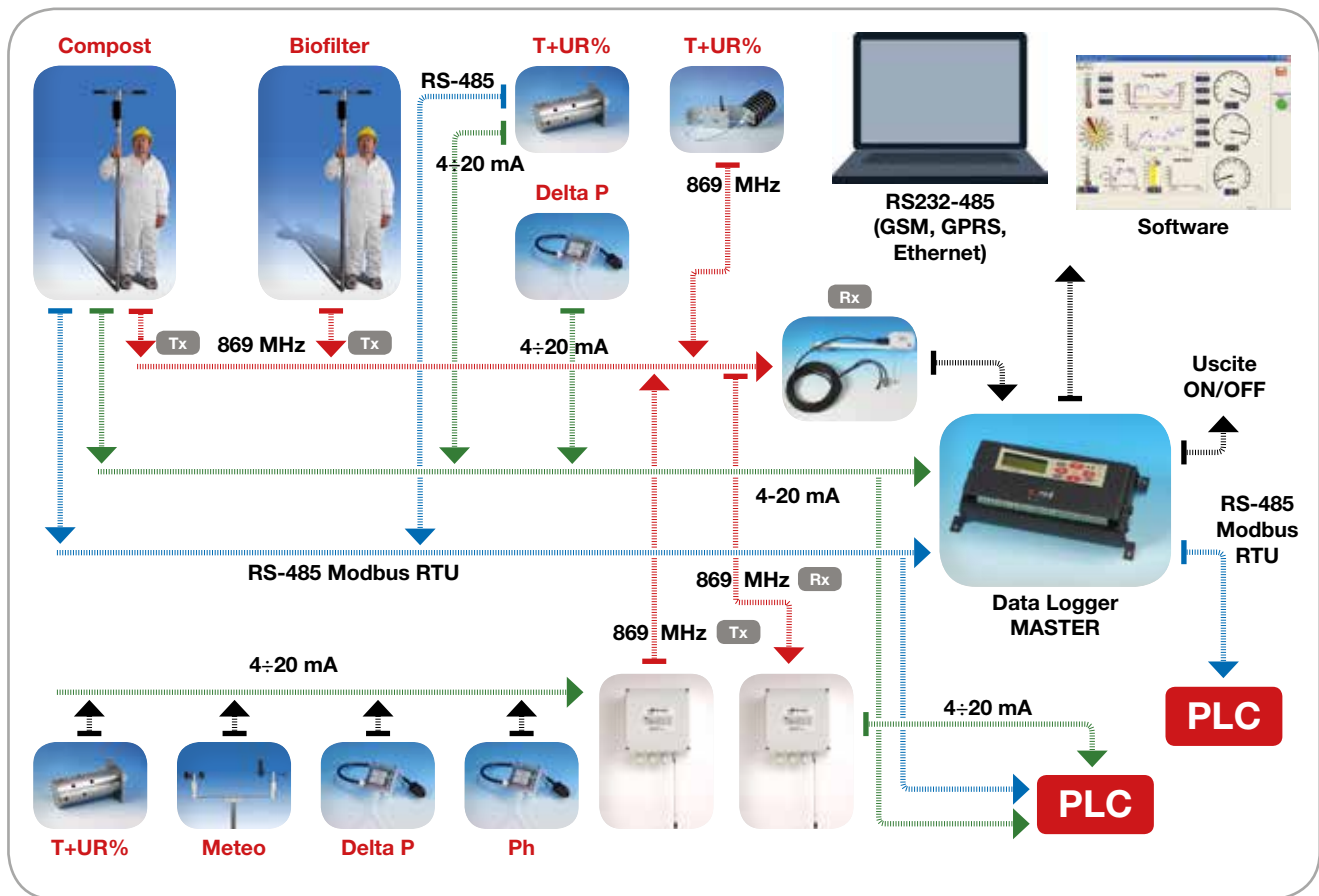 Compost
Biofilter
T+UR%
T+UR%
RS-485
4÷20 mA
869 MHz
Delta P
RS232-485
(GSM, GPRS,
Ethernet)
Software
Rx
Tx
869 MHz
Tx
4÷20 mA
Uscite
ON/OFF
4-20 mA
RS-485
Modbus
RTU
RS-485 Modbus RTU
869 MHz
Rx
Data Logger
MASTER
869 MHz
Tx
4÷20 mA
4÷20 mA
PLC
PLC
T+UR%
Meteo
Delta P
Ph